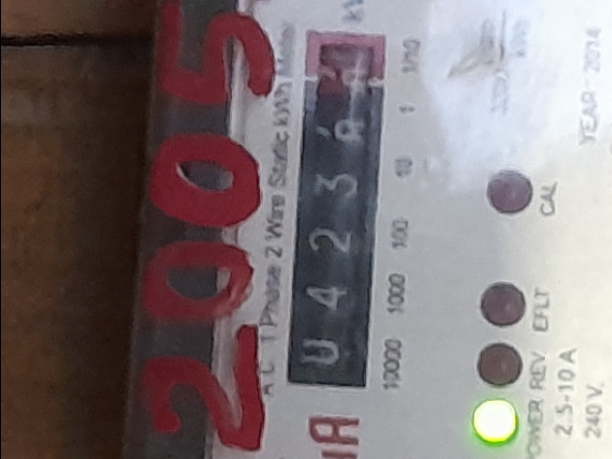 2005
A.C. 1 Phase 2 Wire Static kWh Meter
0423
10000 1000 100 10 1 1/10
CAL
EFLT
REV
POWER
2.5-10 A
240 V.
YEAR-2014